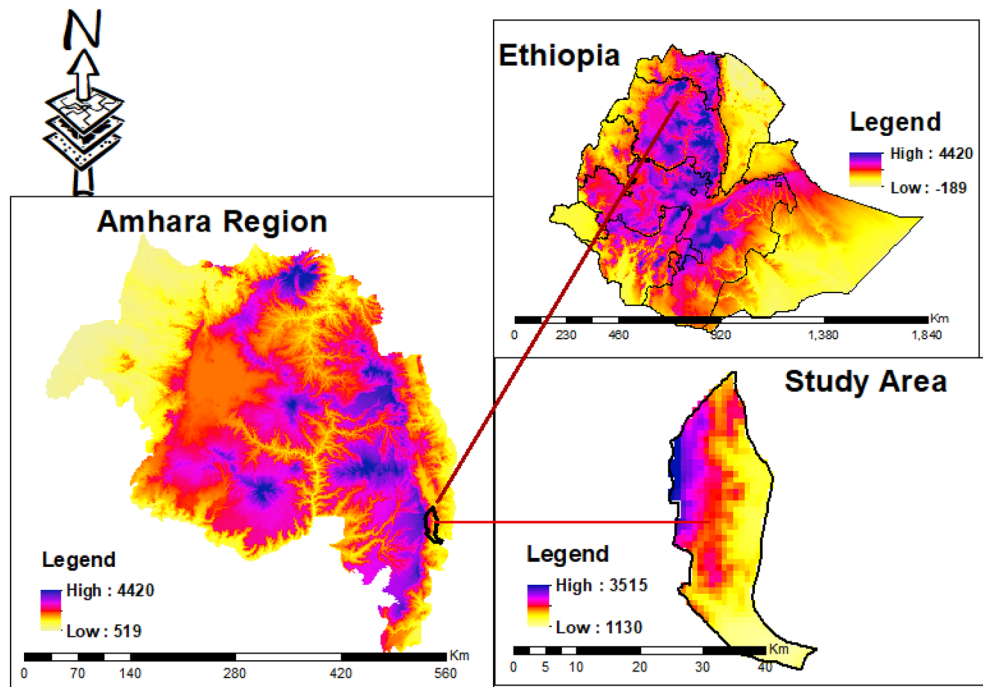 N
Ethiopia
Legend
High : 4420
Low : -189
Km
0 230 460 920 1,380 1,840
Amhara Region
Legend
High : 4420
Low : 519
Km
0 70 140 280 420 560
Study Area
Legend
High : 3515
Low : 1130
Km
0 5 10 20 30 40